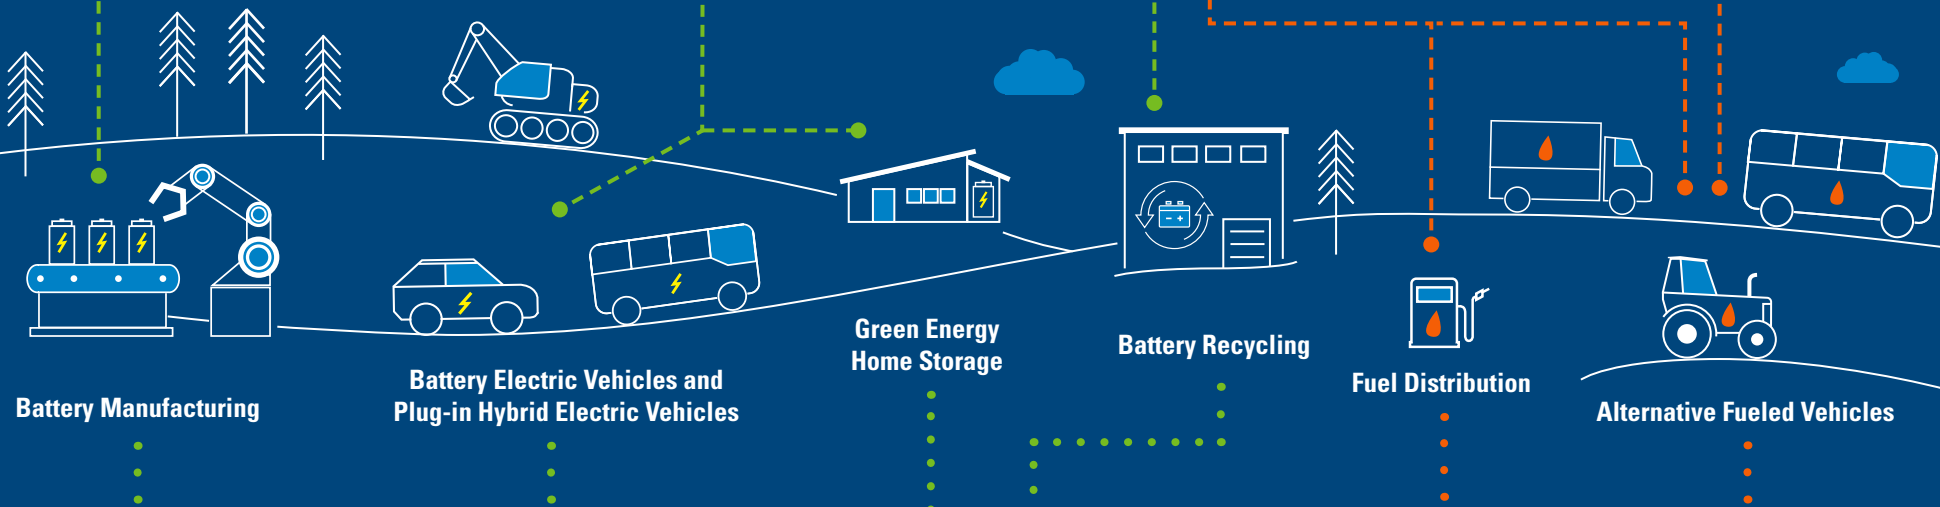 Battery Manufacturing
Battery Electric Vehicles and
Plug-in Hybrid Electric Vehicles
Green Energy
Home Storage
Battery Recycling
Fuel Distribution
Alternative Fueled Vehicles